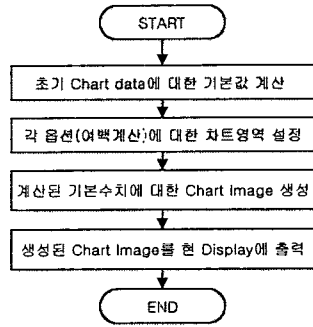 START
초기 Chart data에 대한 기본값 계산
각 옵션(여백계산)에 대한 차트영역 설정
계산된 기본수치에 대한 Chart image 생성
생성된 Chart Image를 현 Display에 출력
END